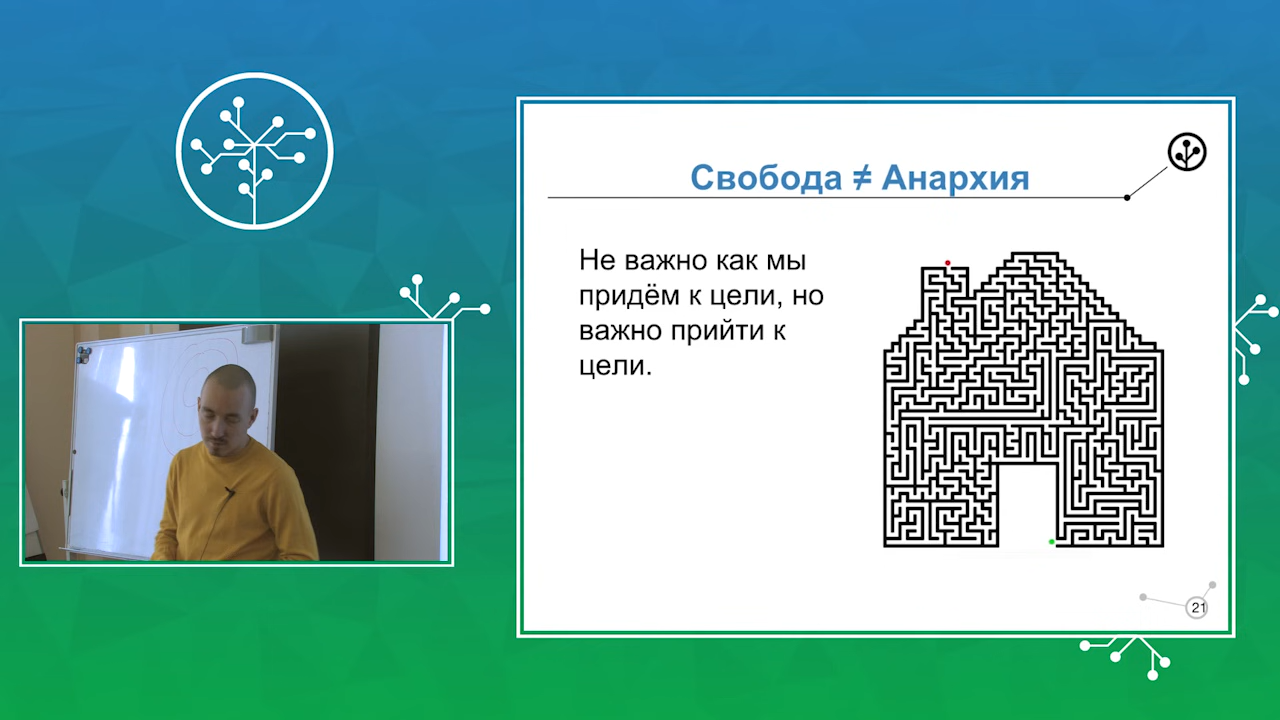 Свобода ≠ Анархия
Не важно как мы
придём к цели, но
важно прийти к
цели.
21